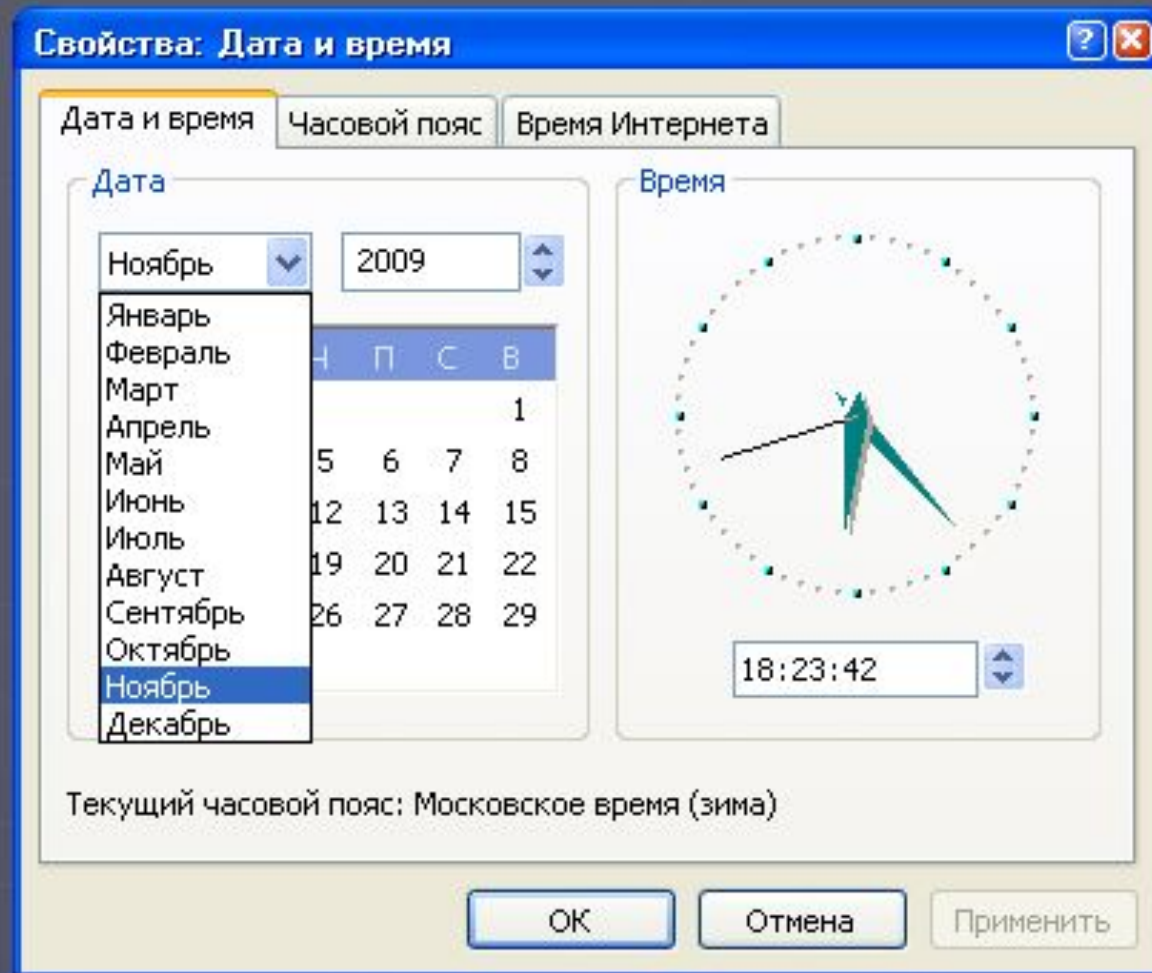 Свойства: Дата и время
Дата и время Часовой пояс Время Интернета
Дата Время
Ноябрь 2009
Январь
Февраль
Март
Апрель
Май
Июнь
Июль
Август
Сентябрь
Октябрь
Ноябрь
Декабрь
П С В
1
5 6 7 8
12 13 14 15
19 20 21 22
26 27 28 29
18:23:42
Текущий часовой пояс: Московское время (зима)
ОК Отмена Применить